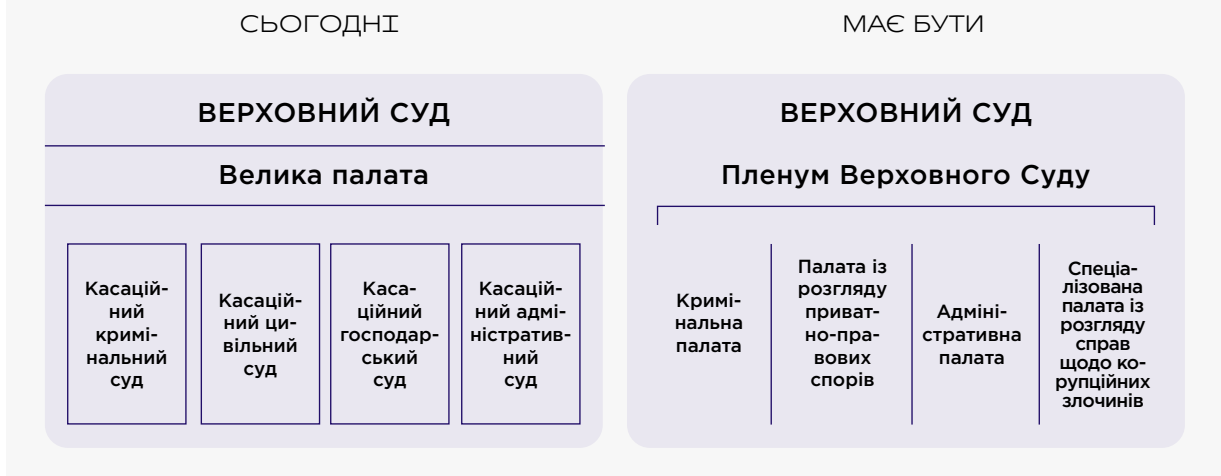 СЬОГОДНІ
ВЕРХОВНИЙ СУД
Велика палата
Касацій-
ний
кримі-
нальний
суд
Касацій-
ний ци-
вільний
суд
Каса-
ційний
господар-
ський
суд
Касацій-
ний адмі-
ністратив-
ний
суд
МАЄ БУТИ
ВЕРХОВНИЙ СУД
Пленум Верховного Суду
Кримі-
нальна
палата
Палата із
розгляду
приват-
но-пра-
вових
спорів
Адміні-
стративна
палата
Спеціа-
лізована
палата із
розгляду
справ
щодо ко-
рупційних
злочинів